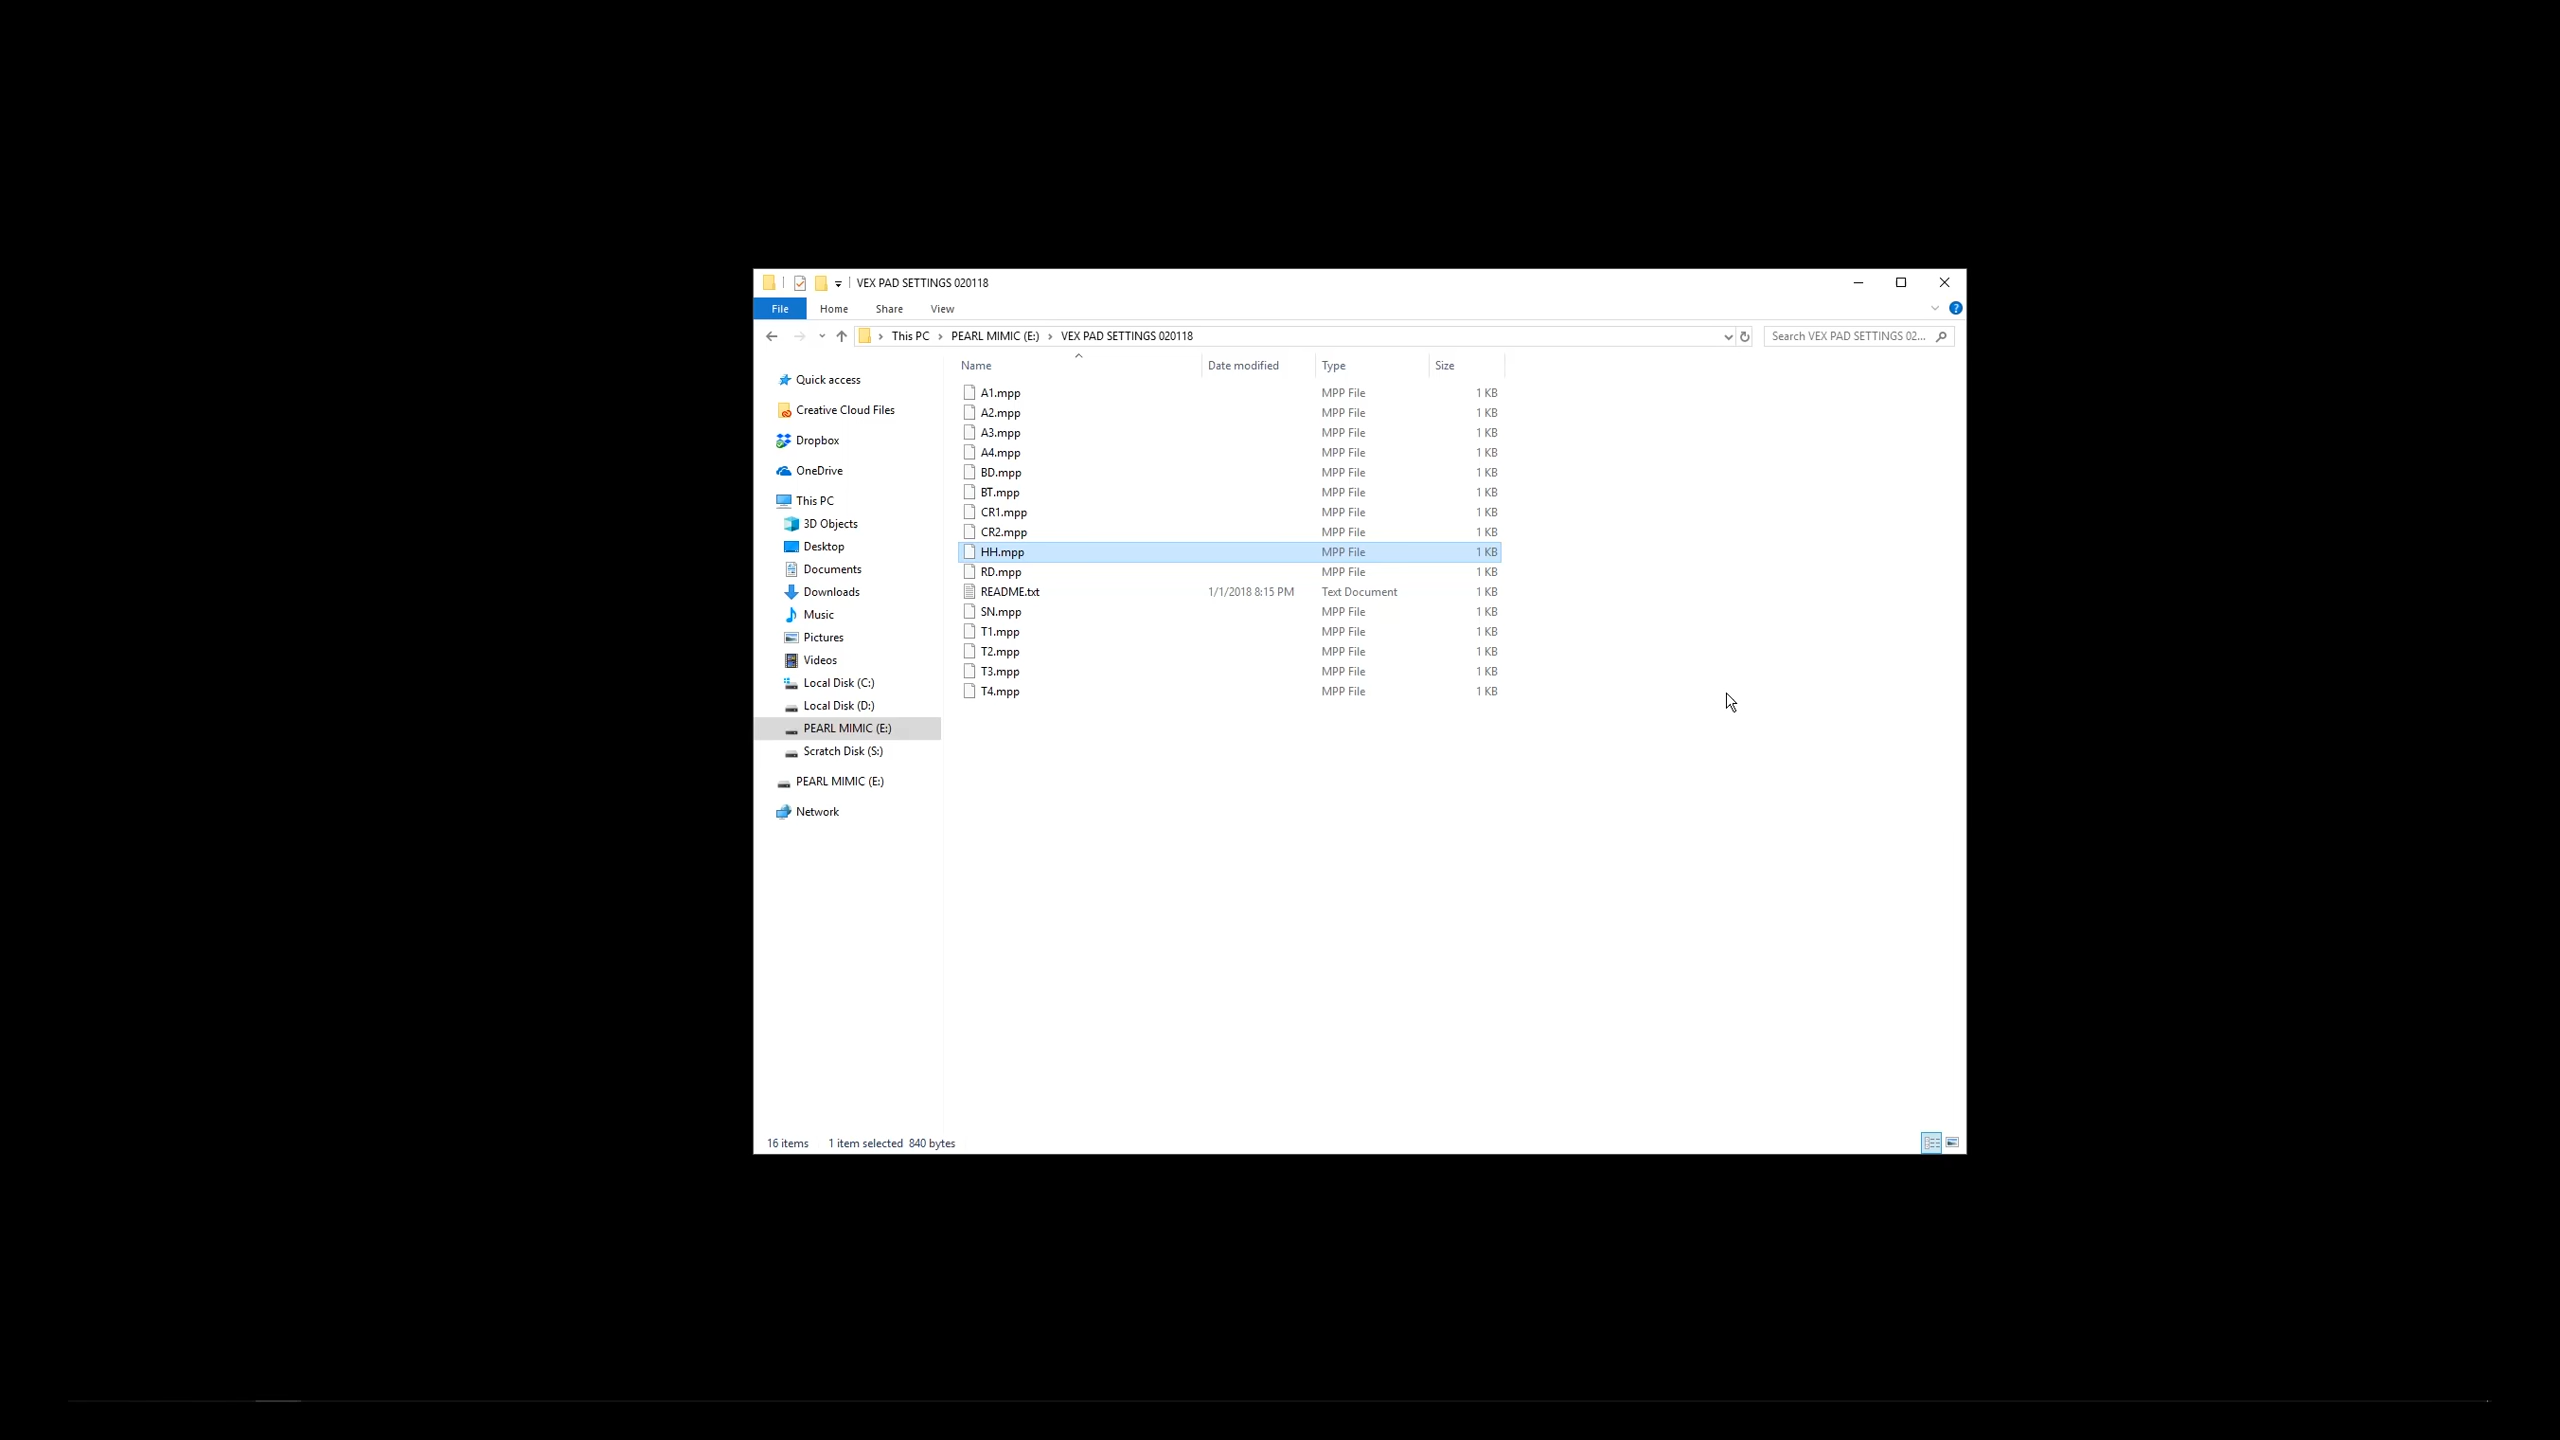 VEX PAD SETTINGS 020118
File Home Share View
This PC PEARL MIMIC (E:) VEX PAD SETTINGS 020118 Search VEX PAD SETTINGS 02...
Quick access
Creative Cloud Files
Dropbox
OneDrive
This PC
3D Objects
Desktop
Documents
Downloads
Music
Pictures
Videos
Local Disk (C:)
Local Disk (D:)
PEARL MIMIC (E:)
Scratch Disk (S:)
PEARL MIMIC (E:)
Network
Name Date modified Type Size
A1.mpp MPP File 1 KB
A2.mpp MPP File 1 KB
A3.mpp MPP File 1 KB
A4.mpp MPP File 1 KB
BD.mpp MPP File 1 KB
BT.mpp MPP File 1 KB
CR1.mpp MPP File 1 KB
CR2.mpp MPP File 1 KB
HH.mpp MPP File 1 KB
RD.mpp MPP File 1 KB
README.txt 1/1/2018 8:15 PM Text Document 1 KB
SN.mpp MPP File 1 KB
T1.mpp MPP File 1 KB
T2.mpp MPP File 1 KB
T3.mpp MPP File 1 KB
T4.mpp MPP File 1 KB
16 items 1 item selected 840 bytes